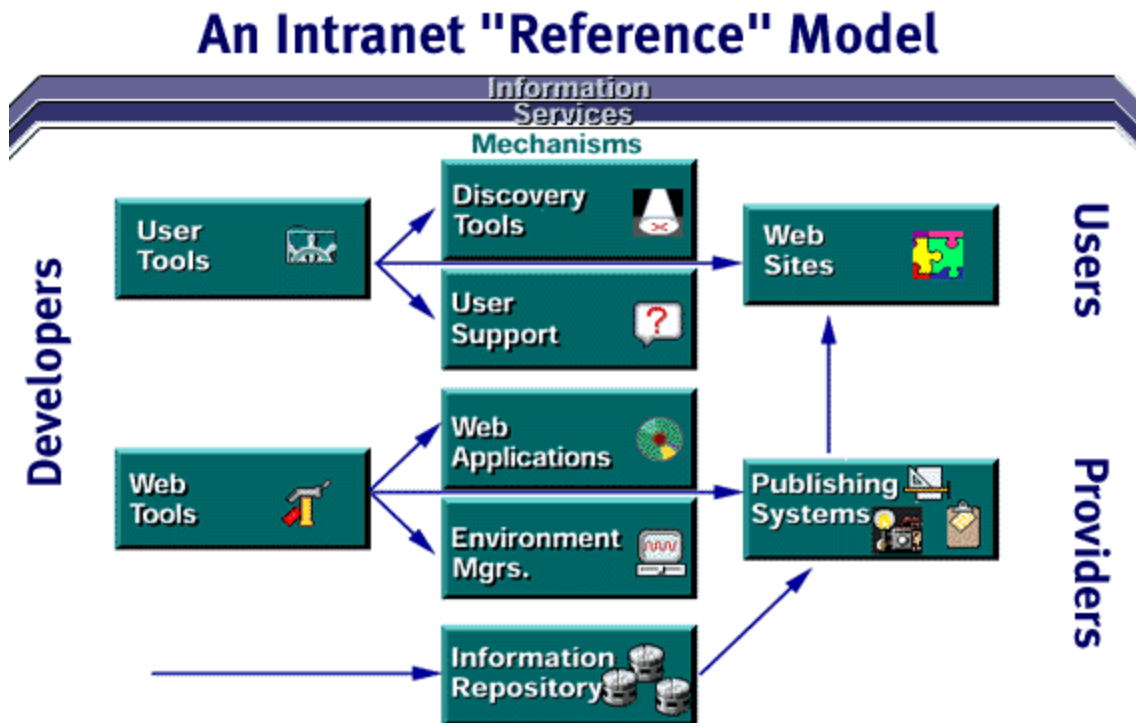 An Intranet "Reference" Model
Information
Services
Mechanisms
Developers
User
Tools
Discovery
Tools
User
Support
Web
Sites
Users
Web
Tools
Web
Applications
Environment
Mgrs.
Publishing
Systems
Providers
Information
Repository
?